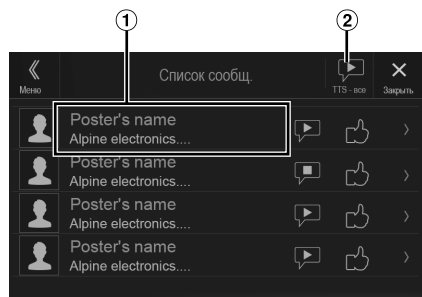 ① ②
Список сообщ.
Меню TTS - все Закрыть
Poster's name
Alpine electronics....
Poster's name
Alpine electronics....
Poster's name
Alpine electronics....
Poster's name
Alpine electronics....